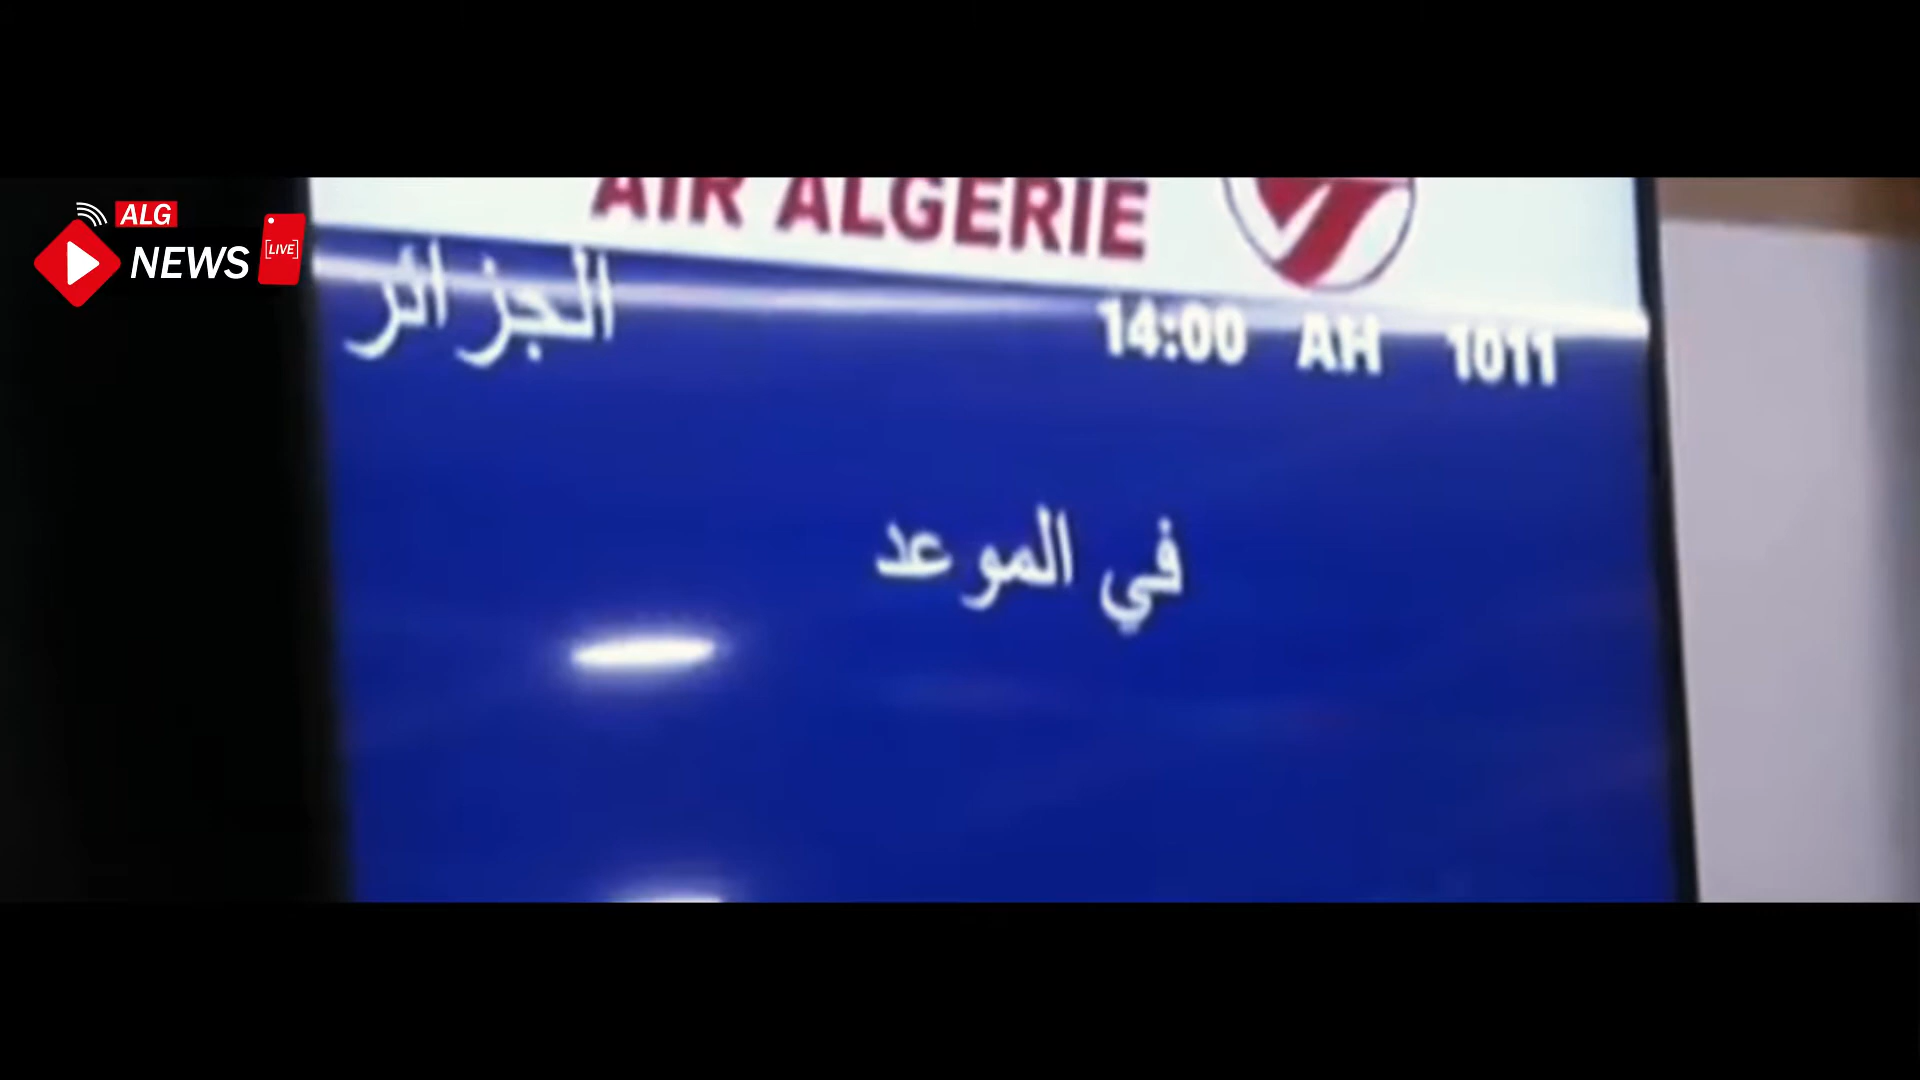 ALG
NEWS
[LIVE]
AIR ALGERIE
الجزائر 14:00 AH 1011
في الموعد